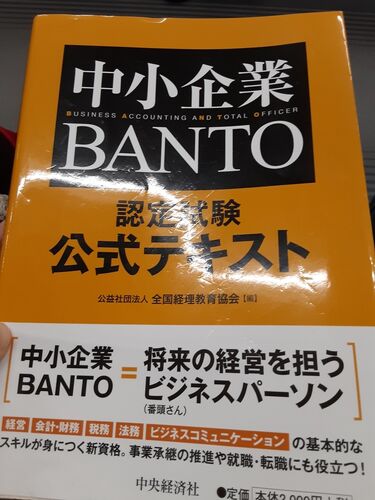 中小企業
BUSINESS ACCOUNTING AND TOTAL OFFICER
BANTO
認定試験
公式テキスト
公益社団法人 全国経理教育協会【編】
中小企業
BANTO
=
将来の経営を担う
ビジネスパーソン
(番頭さん)
経営 会計・財務 税務 法務 ビジネスコミュニケーション の基本的な
スキルが身につく新資格。事業承継の推進や就職・転職にも役立つ!
中央経済社
●定価